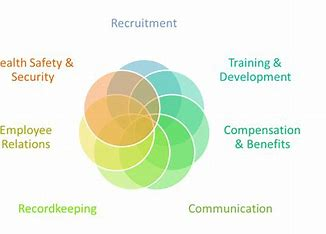 Recruitment
ealth Safety &
Security
Training &
Development
Employee
Relations
Compensation
& Benefits
Recordkeeping
Communication